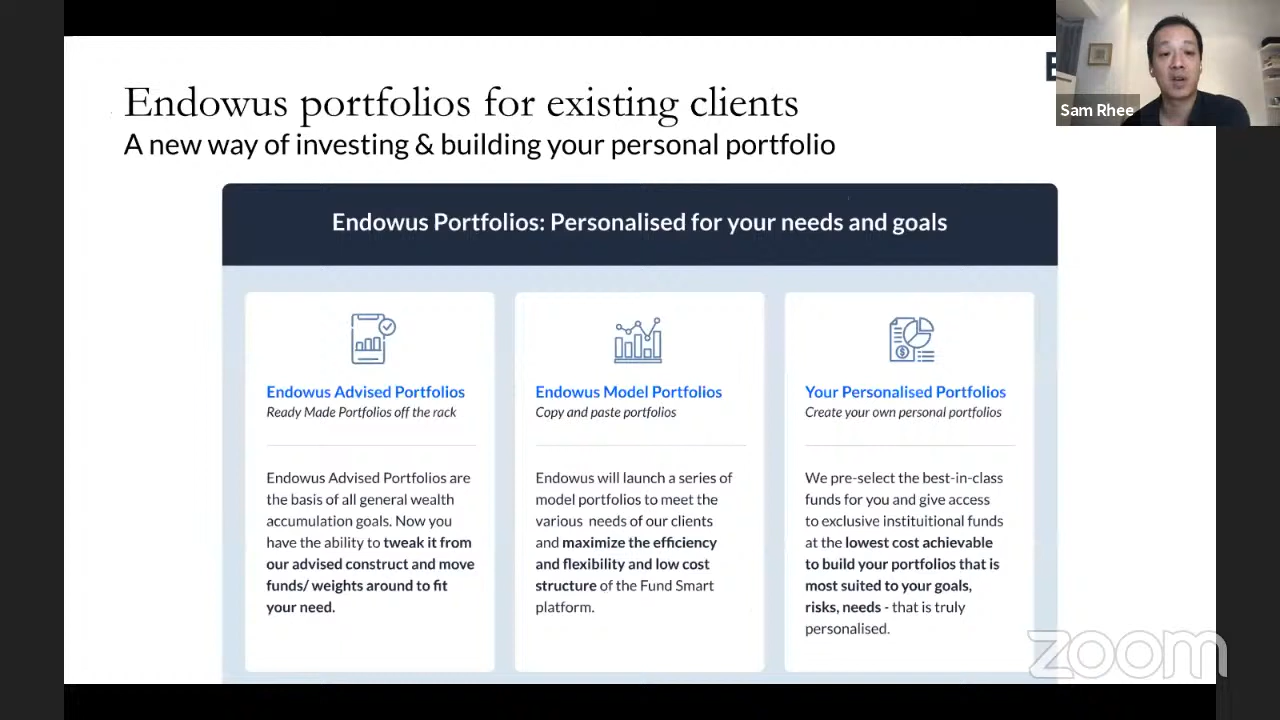 Endowus portfolios for existing clients
A new way of investing & building your personal portfolio
Sam Rhee
Endowus Portfolios: Personalised for your needs and goals
Endowus Advised Portfolios
Ready Made Portfolios off the rack
Endowus Advised Portfolios are
the basis of all general wealth
accumulation goals. Now you
have the ability to tweak it from
our advised construct and move
funds/ weights around to fit
your need.
Endowus Model Portfolios
Copy and paste portfolios
Endowus will launch a series of
model portfolios to meet the
various needs of our clients
and maximize the efficiency
and flexibility and low cost
structure of the Fund Smart
platform.
Your Personalised Portfolios
Create your own personal portfolios
We pre-select the best-in-class
funds for you and give access
to exclusive instituitional funds
at the lowest cost achievable
to build your portfolios that is
most suited to your goals,
risks, needs - that is truly
personalised.
zoom